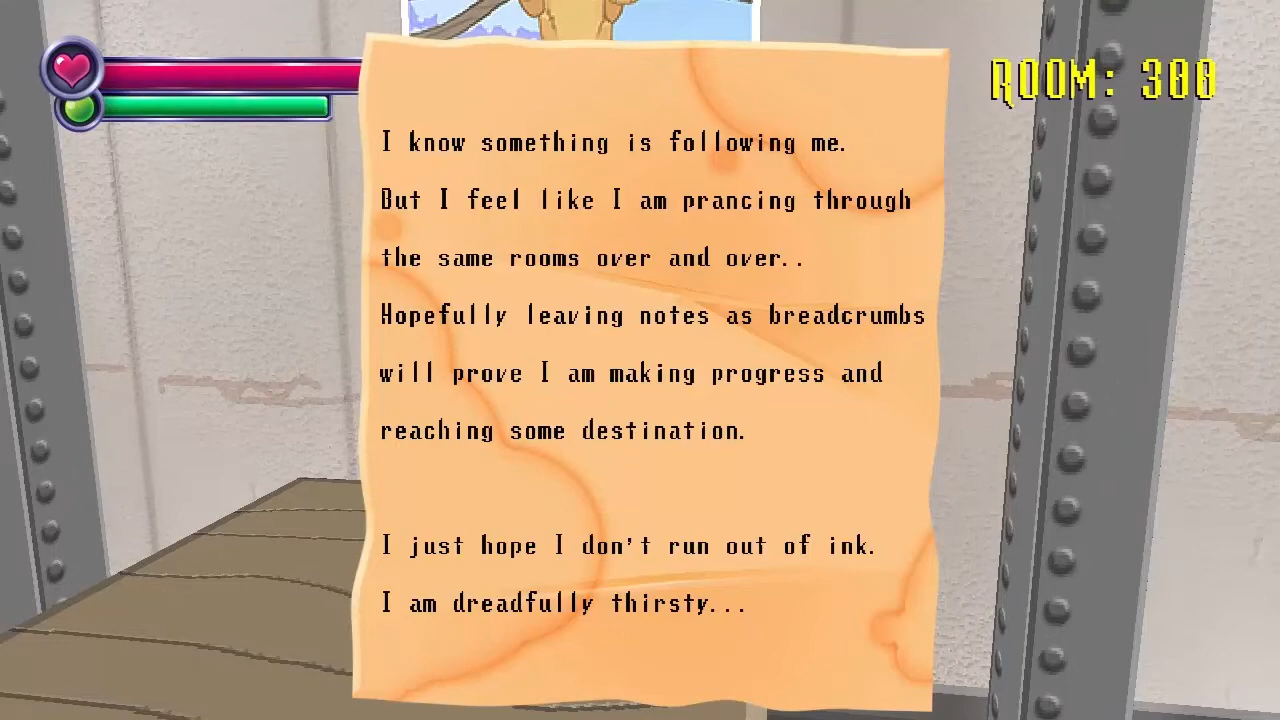 ROOM: 300
I know something is following me.
But I feel like I am prancing through
the same rooms over and over..
Hopefully leaving notes as breadcrumbs
will prove I am making progress and
reaching some destination.
I just hope I don't run out of ink.
I am dreadfully thirsty...